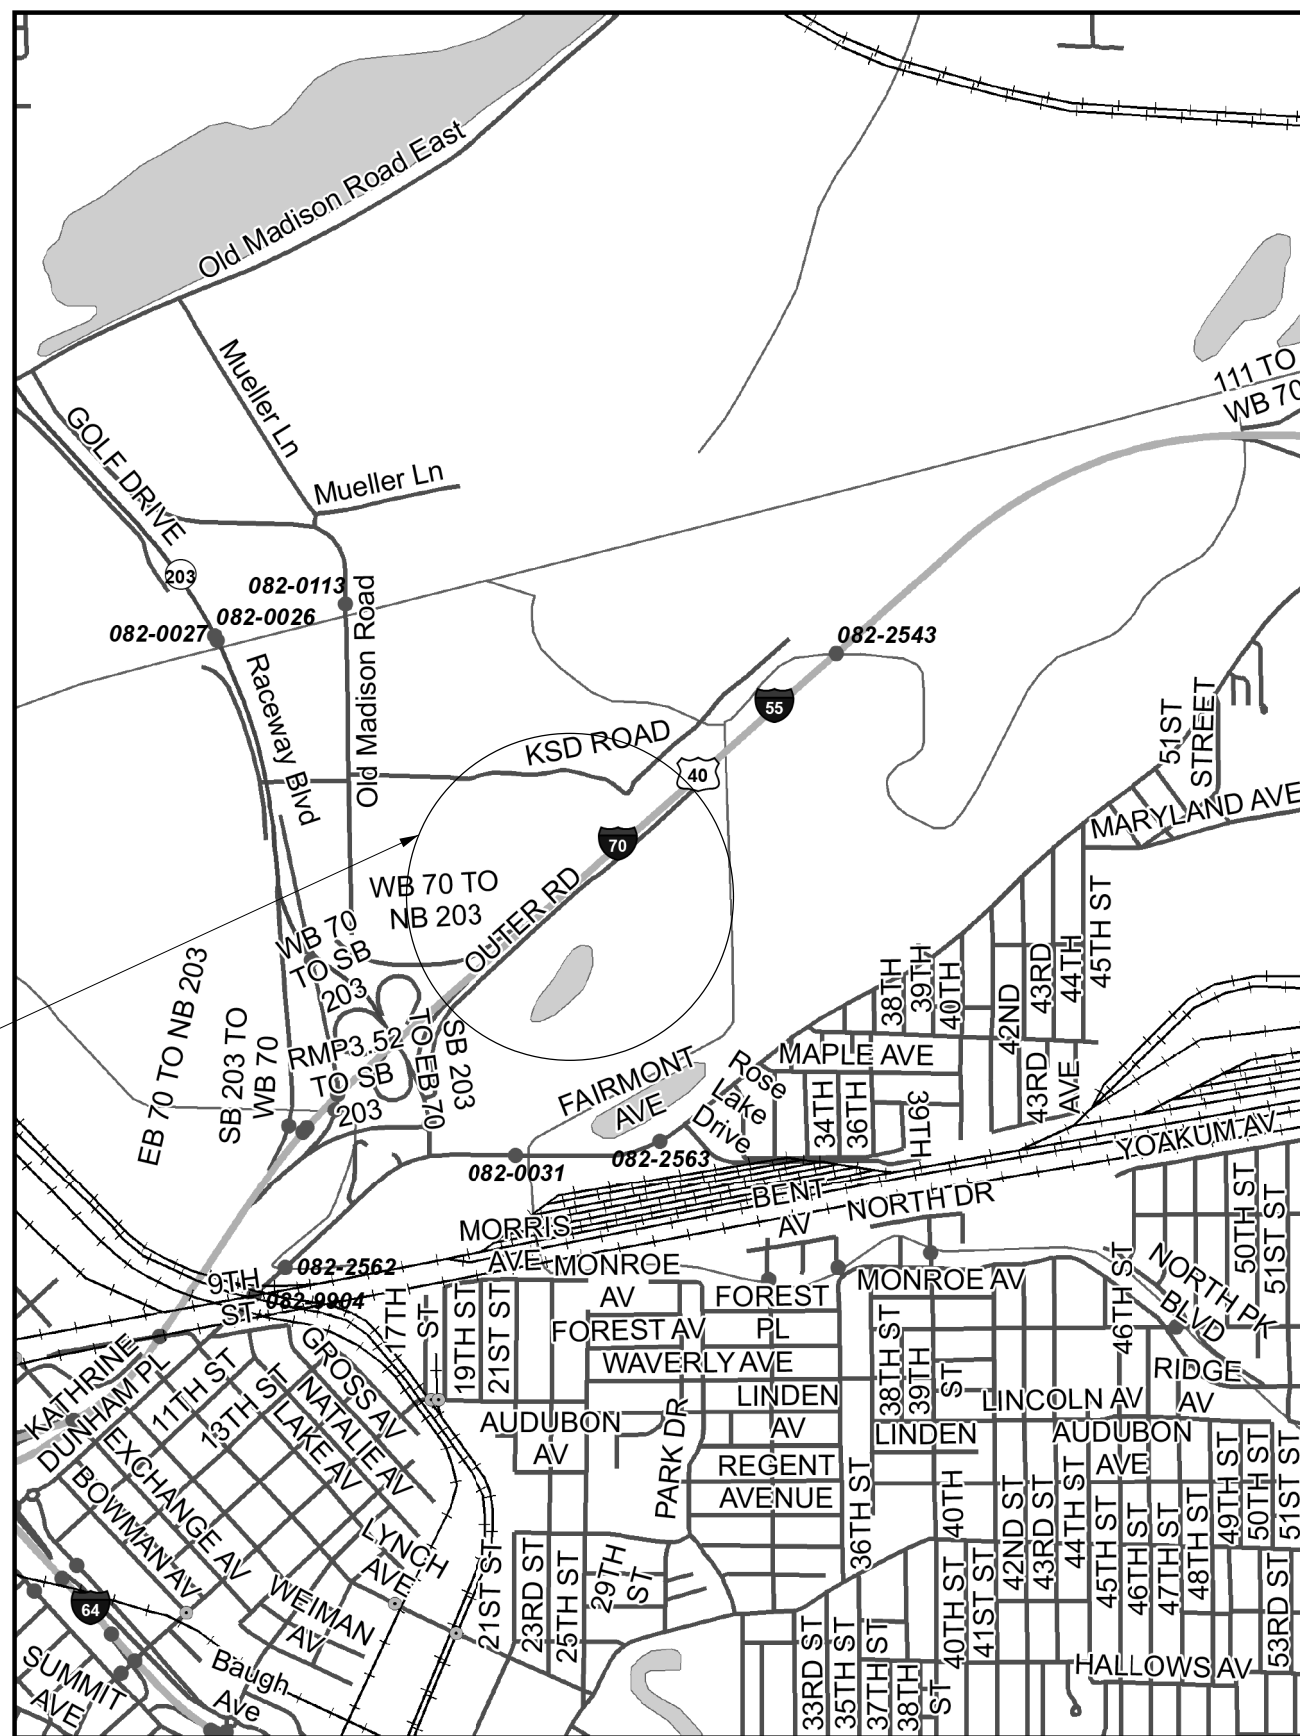 Old Madison Road East
111 TO
WB 70
Mueller Ln
GOLF DRIVE
Mueller Ln
203
082-0113
082-0026
082-0027
Old Madison Road
Raceway Blvd
082-2543
55
KSD ROAD
40
51ST
STREET
MARYLAND AVE
70
WB 70 TO
NB 203
OUTER RD
WB 70
TO SB
203
EB 70 TO NB 203
SB 203 TO
WB 70
RMP3.52
TO SB
203
SB 203
TO EB 70
38TH
39TH
40TH
42ND
43RD
44TH
45TH ST
MAPLE AVE
FAIRMONT
AVE
Rose
Lake
Drive
34TH
36TH
39TH
43RD
AVE
YOAKUM AV
082-0031
082-2563
BENT
AV
NORTH DR
MORRIS
AVE
082-2562
9TH
ST
082-9904
MONROE
AV
FOREST
PL
MONROE AV
50TH ST
51ST ST
46TH ST
NORTH PK
BLVD
17TH
ST
19TH ST
21ST ST
FOREST AV
WAVERLY AVE
38TH ST
39TH
ST
RIDGE
AV
KATHRINE
DUNHAM PL
11TH ST
13TH
ST
GROSS AV
NATALIE AV
LAKE AV
LINDEN
AV
LINCOLN AV
AUDUBON
AV
PARK DR
LINDEN
AUDUBON
AVE
REGENT
AVENUE
EXCHANGE AV
BOWMAN AV
LYNCH
AVE
WEIMAN
AV
21ST ST
23RD ST
25TH ST
29TH
ST
36TH ST
40TH
40TH ST
41ST ST
42ND ST
43RD ST
44TH ST
45TH ST
46TH ST
47TH ST
48TH ST
49TH ST
50TH ST
51ST ST
53RD ST
64
SUMMIT
AVE
Baugh
Ave
33RD ST
35TH ST
37TH ST
38TH
ST
HALLOWS AV